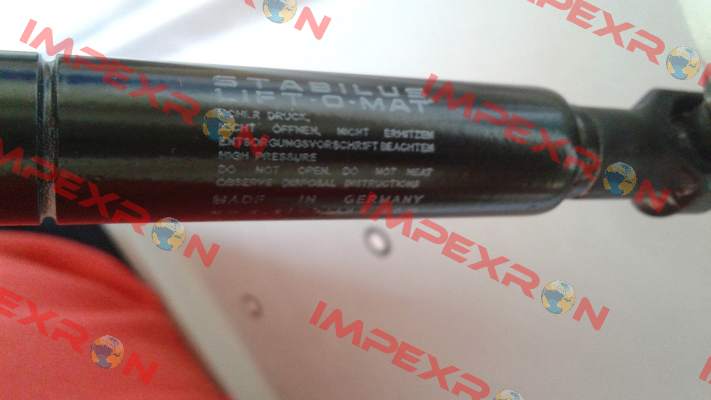 STABILUS
LIFT-O-MAT
HOHER DRUCK,
NICHT ÖFFNEN, NICHT ERHITZEN
ENTSORGUNGSVORSCHRIFT BEACHTEN
HIGH PRESSURE
DO NOT OPEN, DO NOT HEAT
OBSERVE DISPOSAL INSTRUCTIONS
MADE IN GERMANY
IMPEXRON
IMPEXRON
IMPEXRON
IMPEXRON
IMPEXRON
IMPEXRON
IMPEXRON